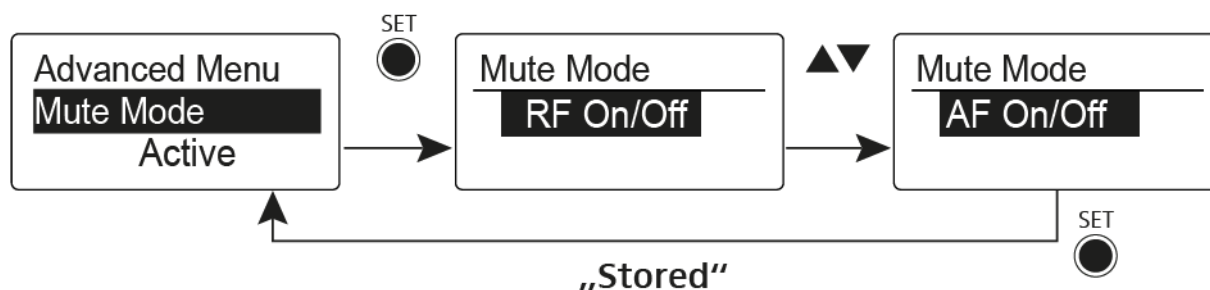 SET
Advanced Menu
Mute Mode
Active
Mute Mode
RF On/Off
▲▼
Mute Mode
AF On/Off
SET
„Stored“